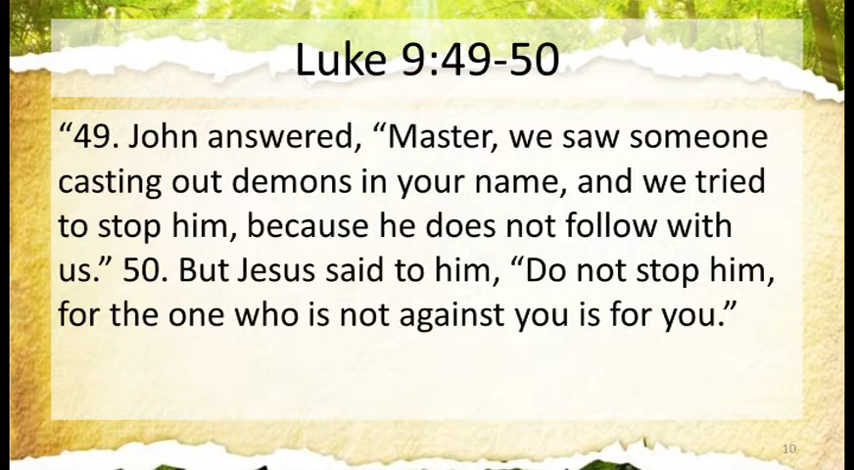 Luke 9:49-50
“49. John answered, “Master, we saw someone
casting out demons in your name, and we tried
to stop him, because he does not follow with
us.” 50. But Jesus said to him, “Do not stop him,
for the one who is not against you is for you.”
10